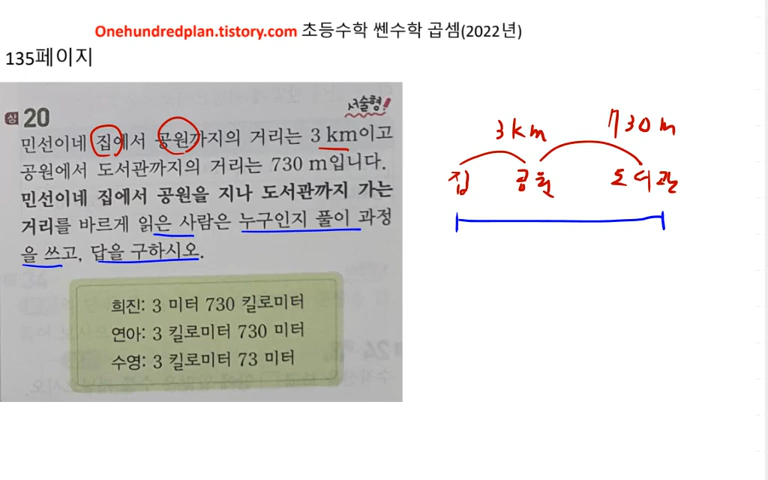 Onehundredplan.tistory.com 초등수학 쎈수학 곱셈(2022년)
135페이지
상 20 서술형!
민선이네 집에서 공원까지의 거리는 3 km이고
공원에서 도서관까지의 거리는 730 m입니다.
민선이네 집에서 공원을 지나 도서관까지 가는
거리를 바르게 읽은 사람은 누구인지 풀이 과정
을 쓰고, 답을 구하시오.
희진: 3 미터 730 킬로미터
연아: 3 킬로미터 730 미터
수영: 3 킬로미터 73 미터
3km 730m
집 공원 도서관